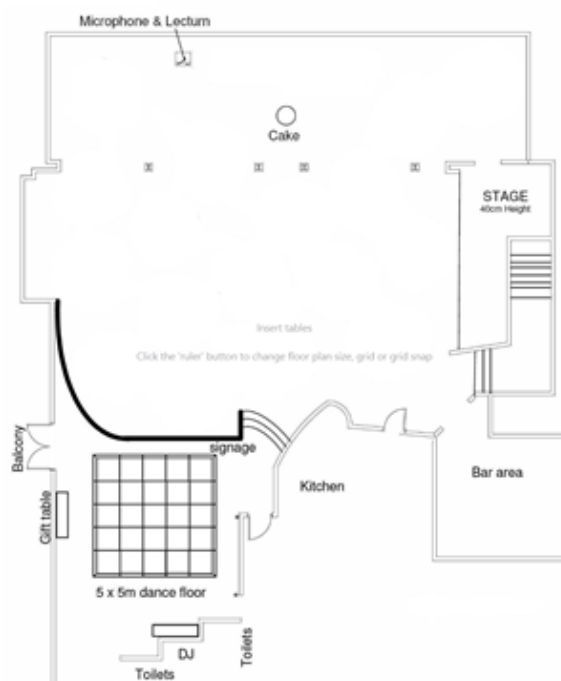 Microphone & Lecturn
Cake
STAGE
40cm Height
Insert tables
Click the 'ruler' button to change floor plan size, grid or grid snap
Balcony
signage
Kitchen
Bar area
Gift table
5 x 5m dance floor
DJ
Toilets
Toilets